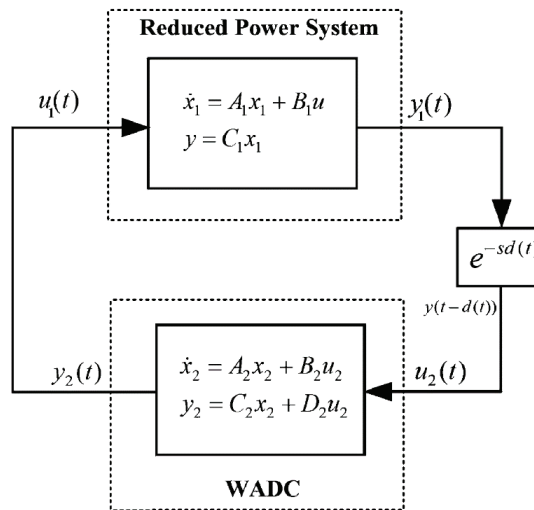 Reduced Power System
u₁(t)
ẋ₁ = A₁x₁ + B₁u
y = C₁x₁
y₁(t)
e^{-sd(t)}
y(t−d(t))
y₂(t)
ẋ₂ = A₂x₂ + B₂u₂
y₂ = C₂x₂ + D₂u₂
u₂(t)
WADC